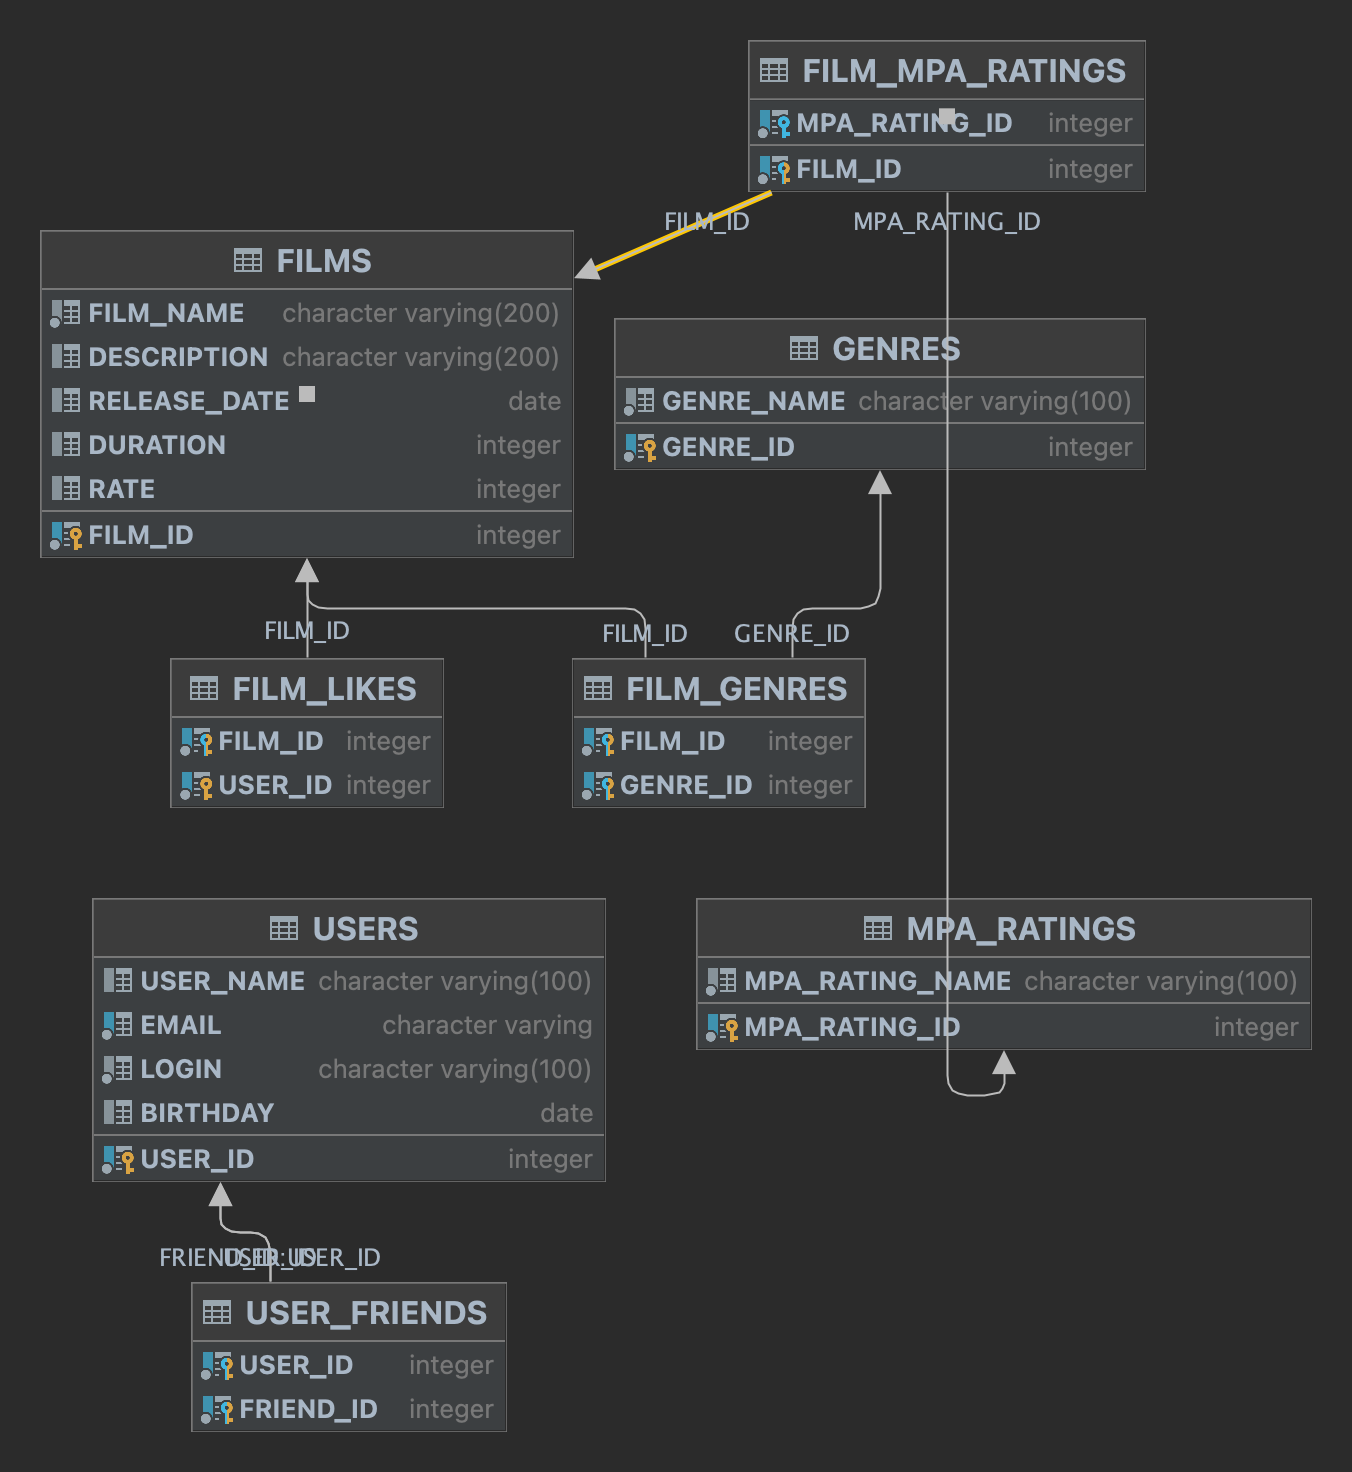 FILM_MPA_RATINGS
MPA_RATING_ID integer
FILM_ID integer
FILM_ID
MPA_RATING_ID
FILMS
FILM_NAME character varying(200)
DESCRIPTION character varying(200)
RELEASE_DATE date
DURATION integer
RATE integer
FILM_ID integer
GENRES
GENRE_NAME character varying(100)
GENRE_ID integer
FILM_ID
FILM_ID
GENRE_ID
FILM_LIKES
FILM_ID integer
USER_ID integer
FILM_GENRES
FILM_ID integer
GENRE_ID integer
USERS
USER_NAME character varying(100)
EMAIL character varying
LOGIN character varying(100)
BIRTHDAY date
USER_ID integer
MPA_RATINGS
MPA_RATING_NAME character varying(100)
MPA_RATING_ID integer
FRIEND_ID:USER_ID
USER_ID
USER_FRIENDS
USER_ID integer
FRIEND_ID integer